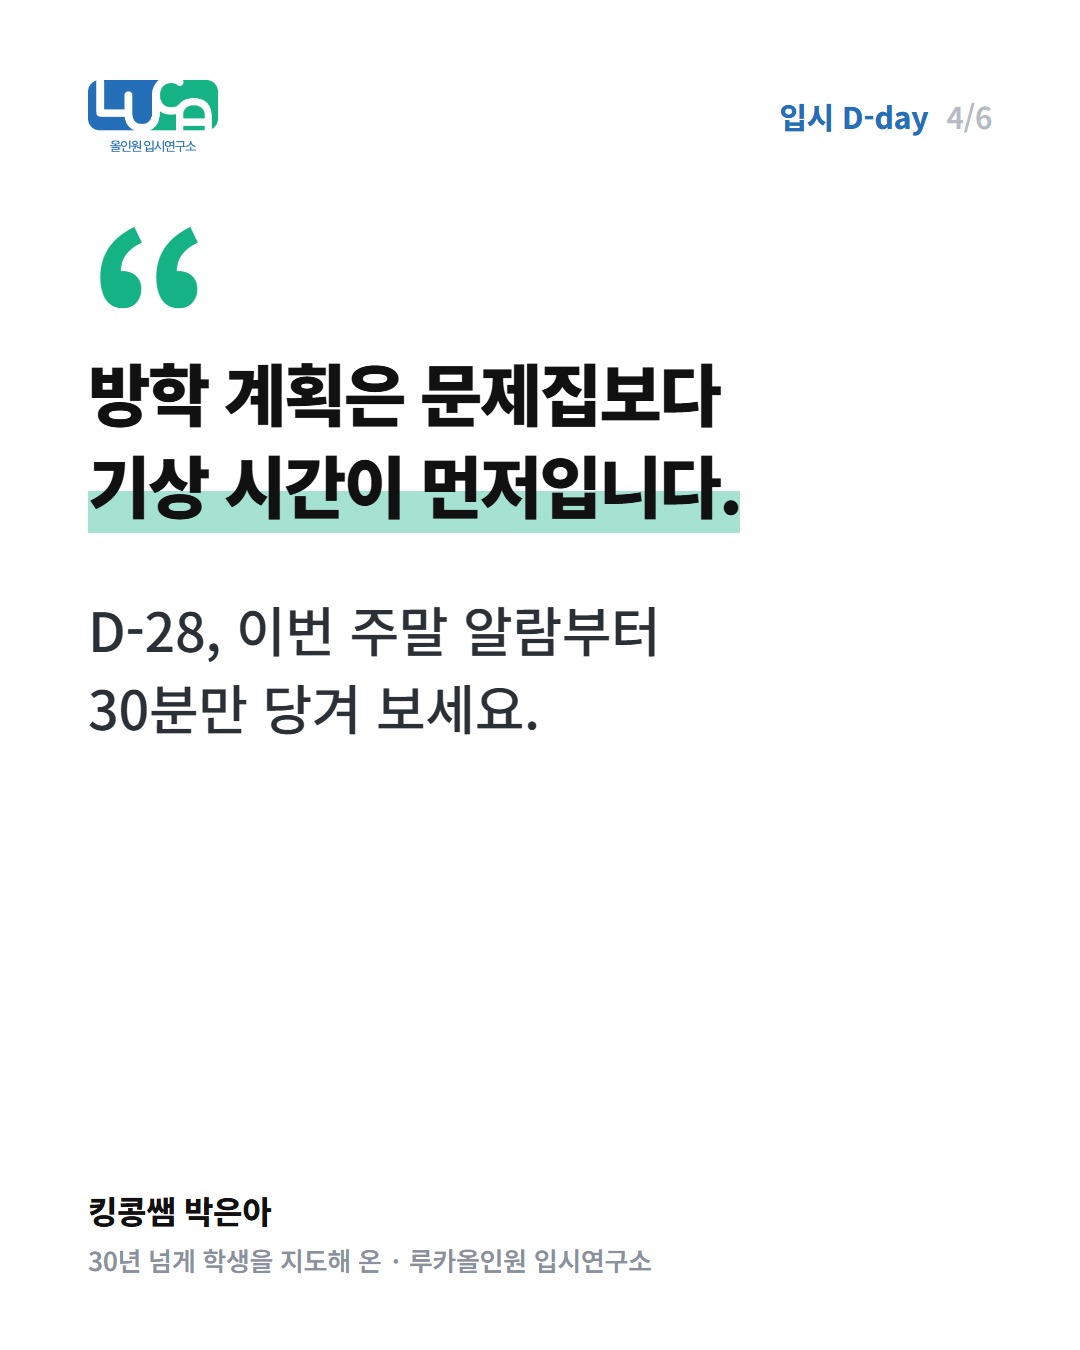 LUCA
올인원 입시연구소
입시 D-day 4/6
“
방학 계획은 문제집보다
기상 시간이 먼저입니다.
D-28, 이번 주말 알람부터
30분만 당겨 보세요.
킹콩쌤 박은아
30년 넘게 학생을 지도해 온 · 루카올인원 입시연구소